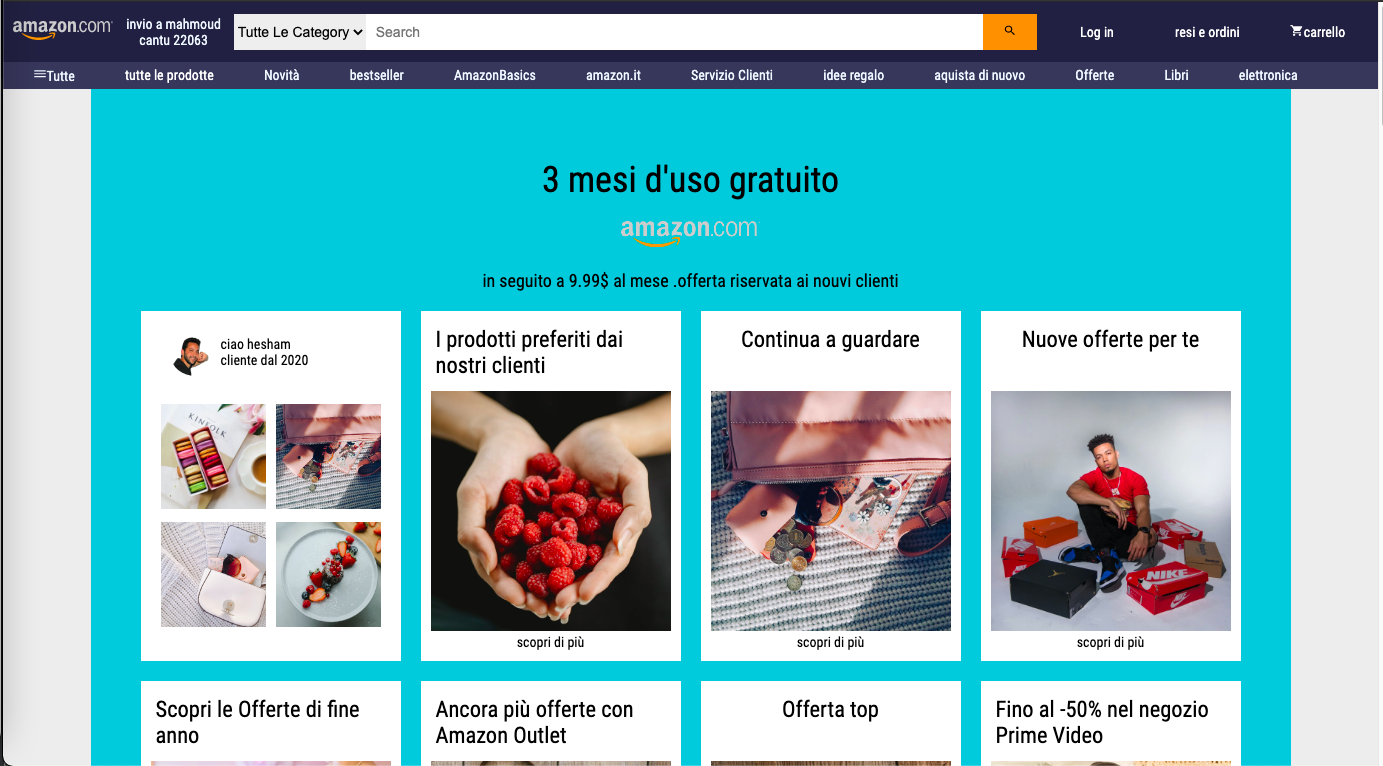 amazon.com
invio a mahmoud
cantu 22063
Tutte Le Category
Search
Log in
resi e ordini
carrello
Tutte
tutte le prodotte
Novità
bestseller
AmazonBasics
amazon.it
Servizio Clienti
idee regalo
aquista di nuovo
Offerte
Libri
elettronica
3 mesi d'uso gratuito
amazon.com
in seguito a 9.99$ al mese .offerta riservata ai nouvi clienti
ciao hesham
cliente dal 2020
KINFOLK
I prodotti preferiti dai
nostri clienti
scopri di più
Continua a guardare
scopri di più
Nuove offerte per te
NIKE
scopri di più
Scopri le Offerte di fine
anno
Ancora più offerte con
Amazon Outlet
Offerta top
Fino al -50% nel negozio
Prime Video